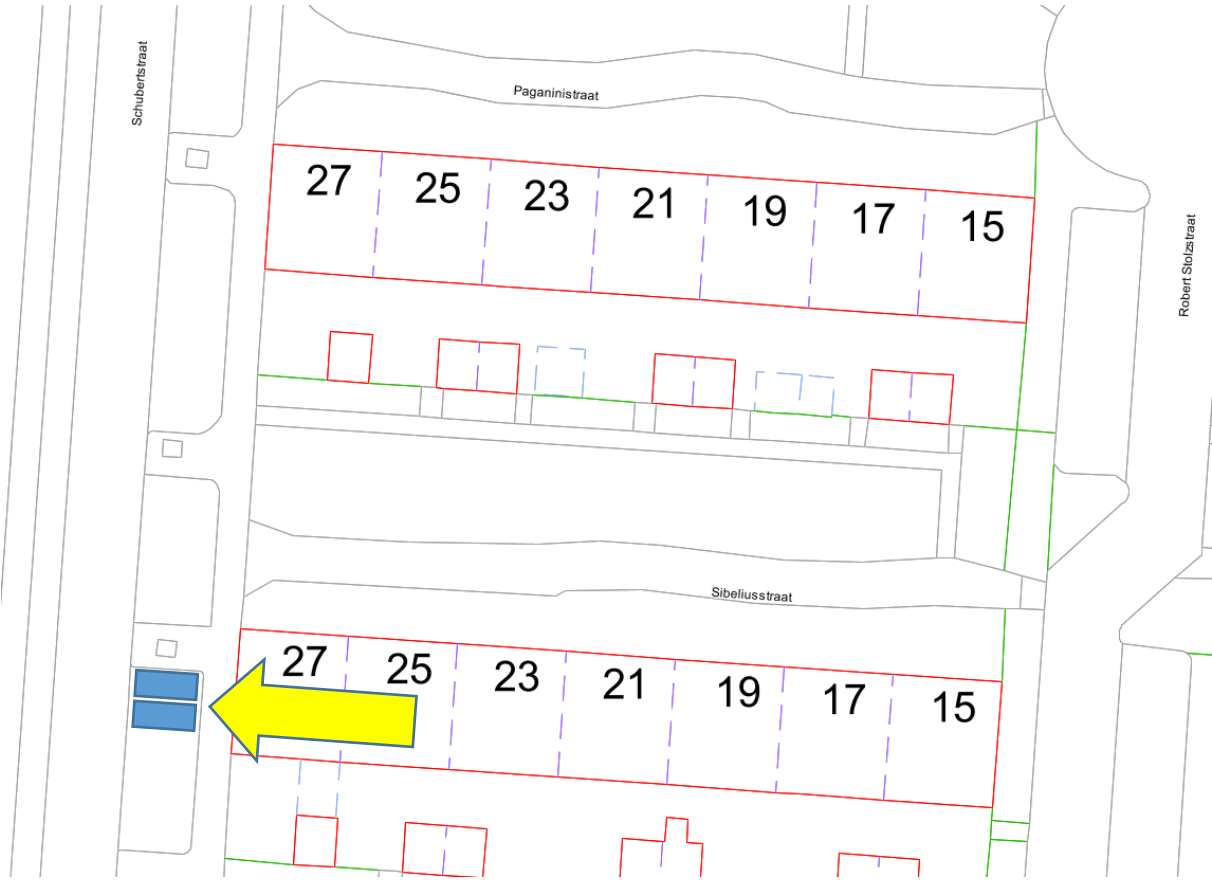 Schubertstraat
Paganinistraat
Robert Stolzstraat
27 25 23 21 19 17 15
Sibeliusstraat
27 25 23 21 19 17 15